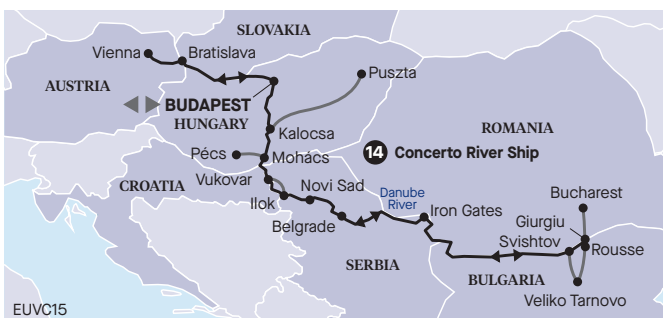 SLOVAKIA
Vienna
Bratislava
Puszta
AUSTRIA
BUDAPEST
HUNGARY
ROMANIA
Kalocsa
14 Concerto River Ship
Pécs
Mohács
CROATIA
Vukovar
Novi Sad
Danube
River
Bucharest
Ilok
Iron Gates
Giurgiu
Belgrade
Svishtov
Rousse
SERBIA
BULGARIA
Veliko Tarnovo
EUVC15